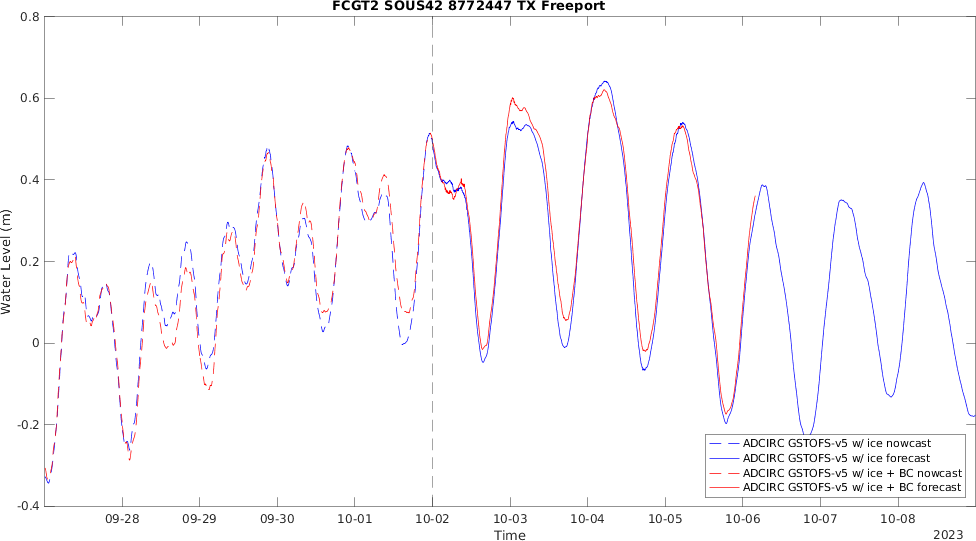 FCGT2 SOUS42 8772447 TX Freeport
0.8
0.6
0.4
0.2
0
-0.2
-0.4
Water Level (m)
09-28
09-29
09-30
10-01
10-02
10-03
10-04
10-05
10-06
10-07
10-08
Time
2023
ADCIRC GSTOFS-v5 w/ ice nowcast
ADCIRC GSTOFS-v5 w/ ice forecast
ADCIRC GSTOFS-v5 w/ ice + BC nowcast
ADCIRC GSTOFS-v5 w/ ice + BC forecast